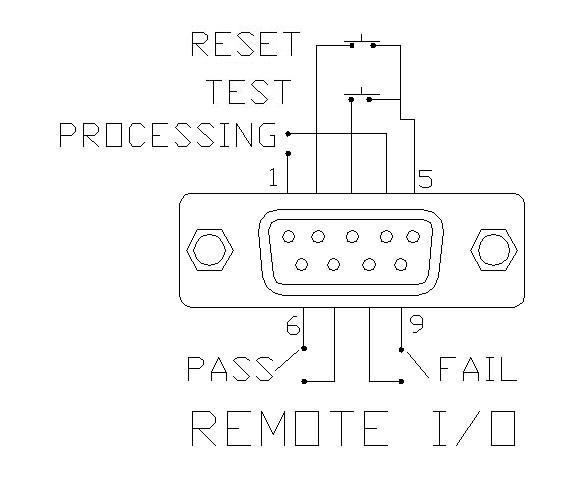 RESET
TEST
PROCESSING
1 5
6 9
PASS FAIL
REMOTE I/O